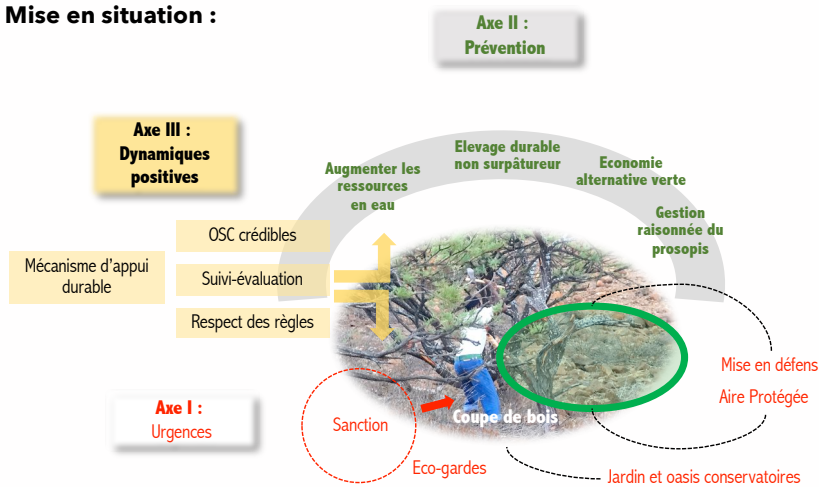 Mise en situation :
Axe II :
Prévention
Axe III :
Dynamiques
positives
Augmenter les
ressources
en eau
Elevage durable
non surpâtureur
Economie
alternative verte
Gestion
raisonnée du
prosopis
OSC crédibles
Mécanisme d'appui
durable
Suivi-évaluation
Respect des règles
Mise en défens
Aire Protégée
Axe I :
Urgences
Sanction
Coupe de bois
Eco-gardes
Jardin et oasis conservatoires